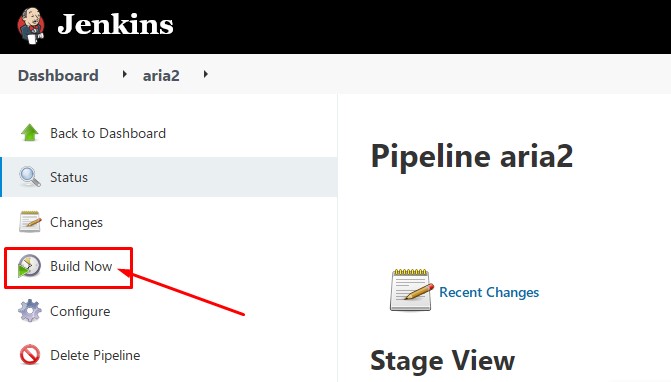 Jenkins
Dashboard
aria2
Back to Dashboard
Status
Changes
Build Now
Configure
Delete Pipeline
Pipeline aria2
Recent Changes
Stage View